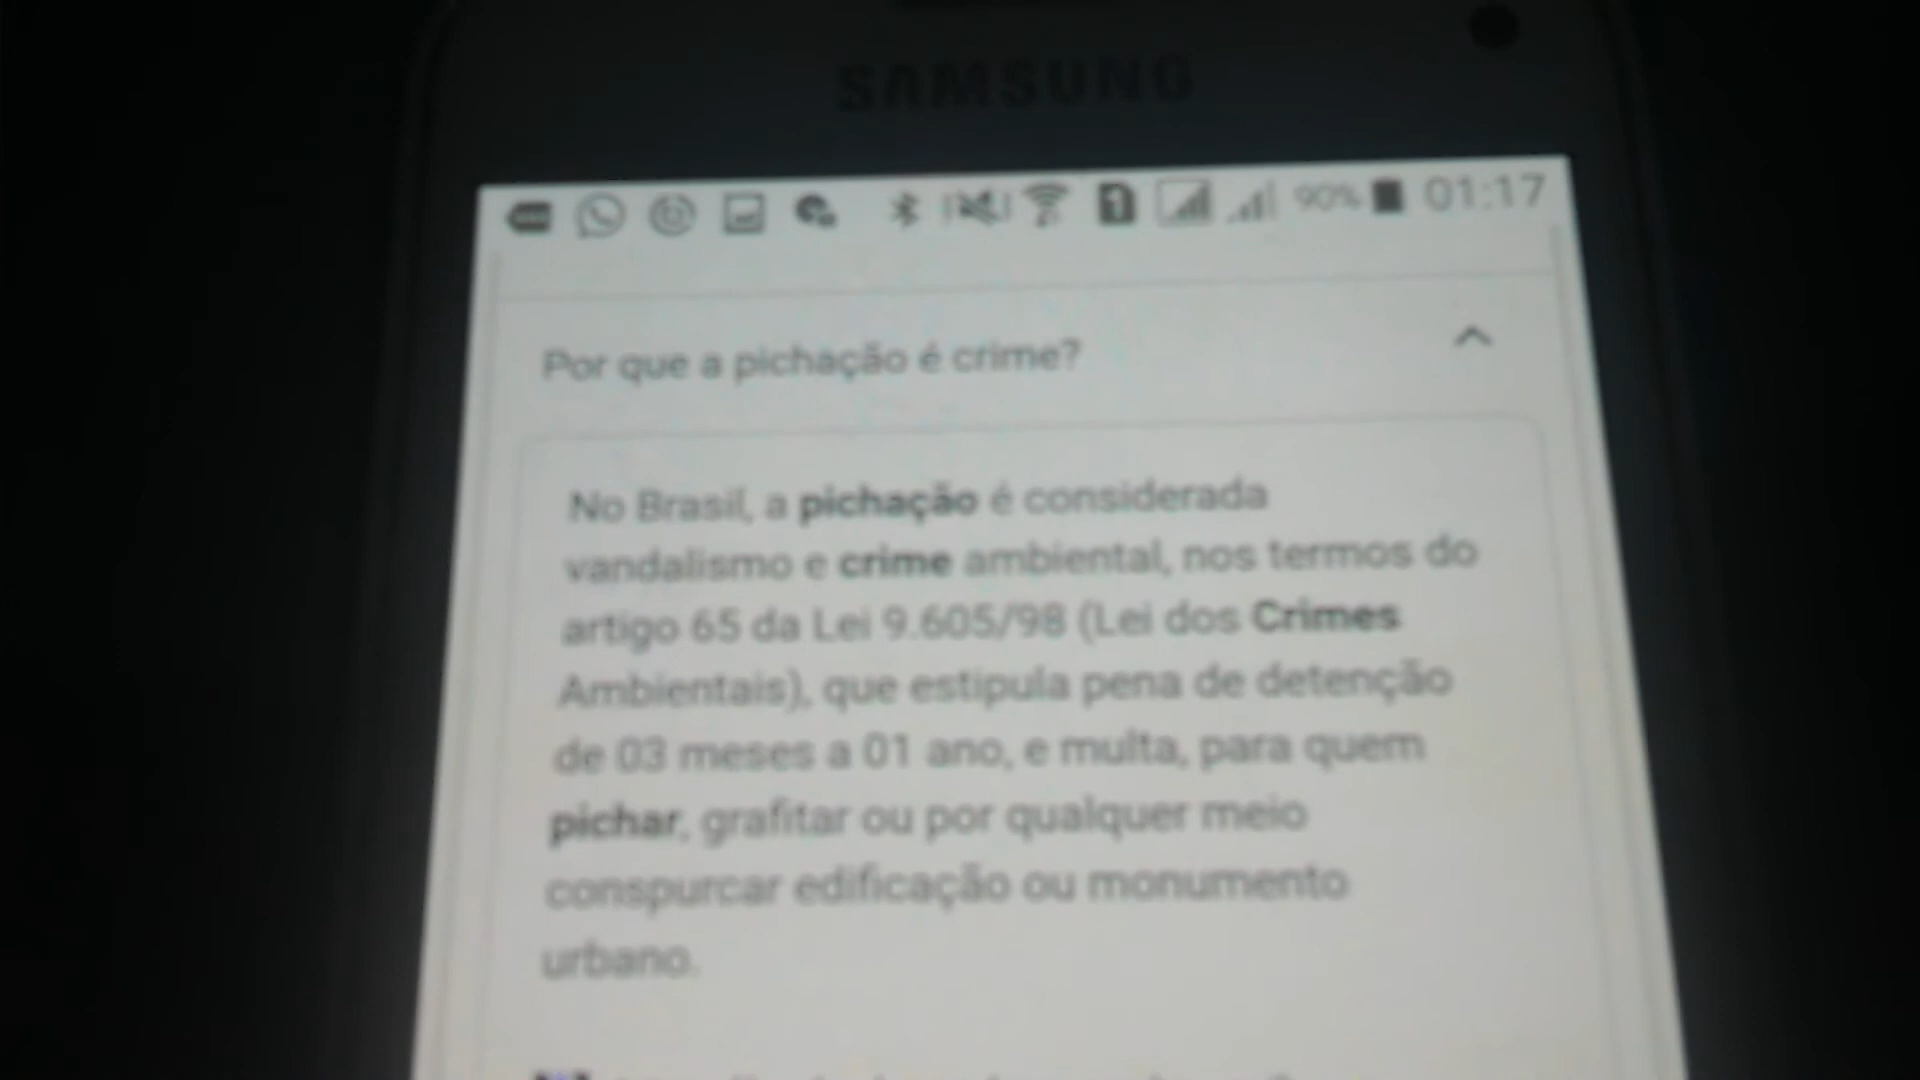 SAMSUNG
90% 01:17
Por que a pichação é crime?
No Brasil, a pichação é considerada
vandalismo e crime ambiental, nos termos do
artigo 65 da Lei 9.605/98 (Lei dos Crimes
Ambientais), que estipula pena de detenção
de 03 meses a 01 ano, e multa, para quem
pichar, grafitar ou por qualquer meio
conspurcar edificação ou monumento
urbano.